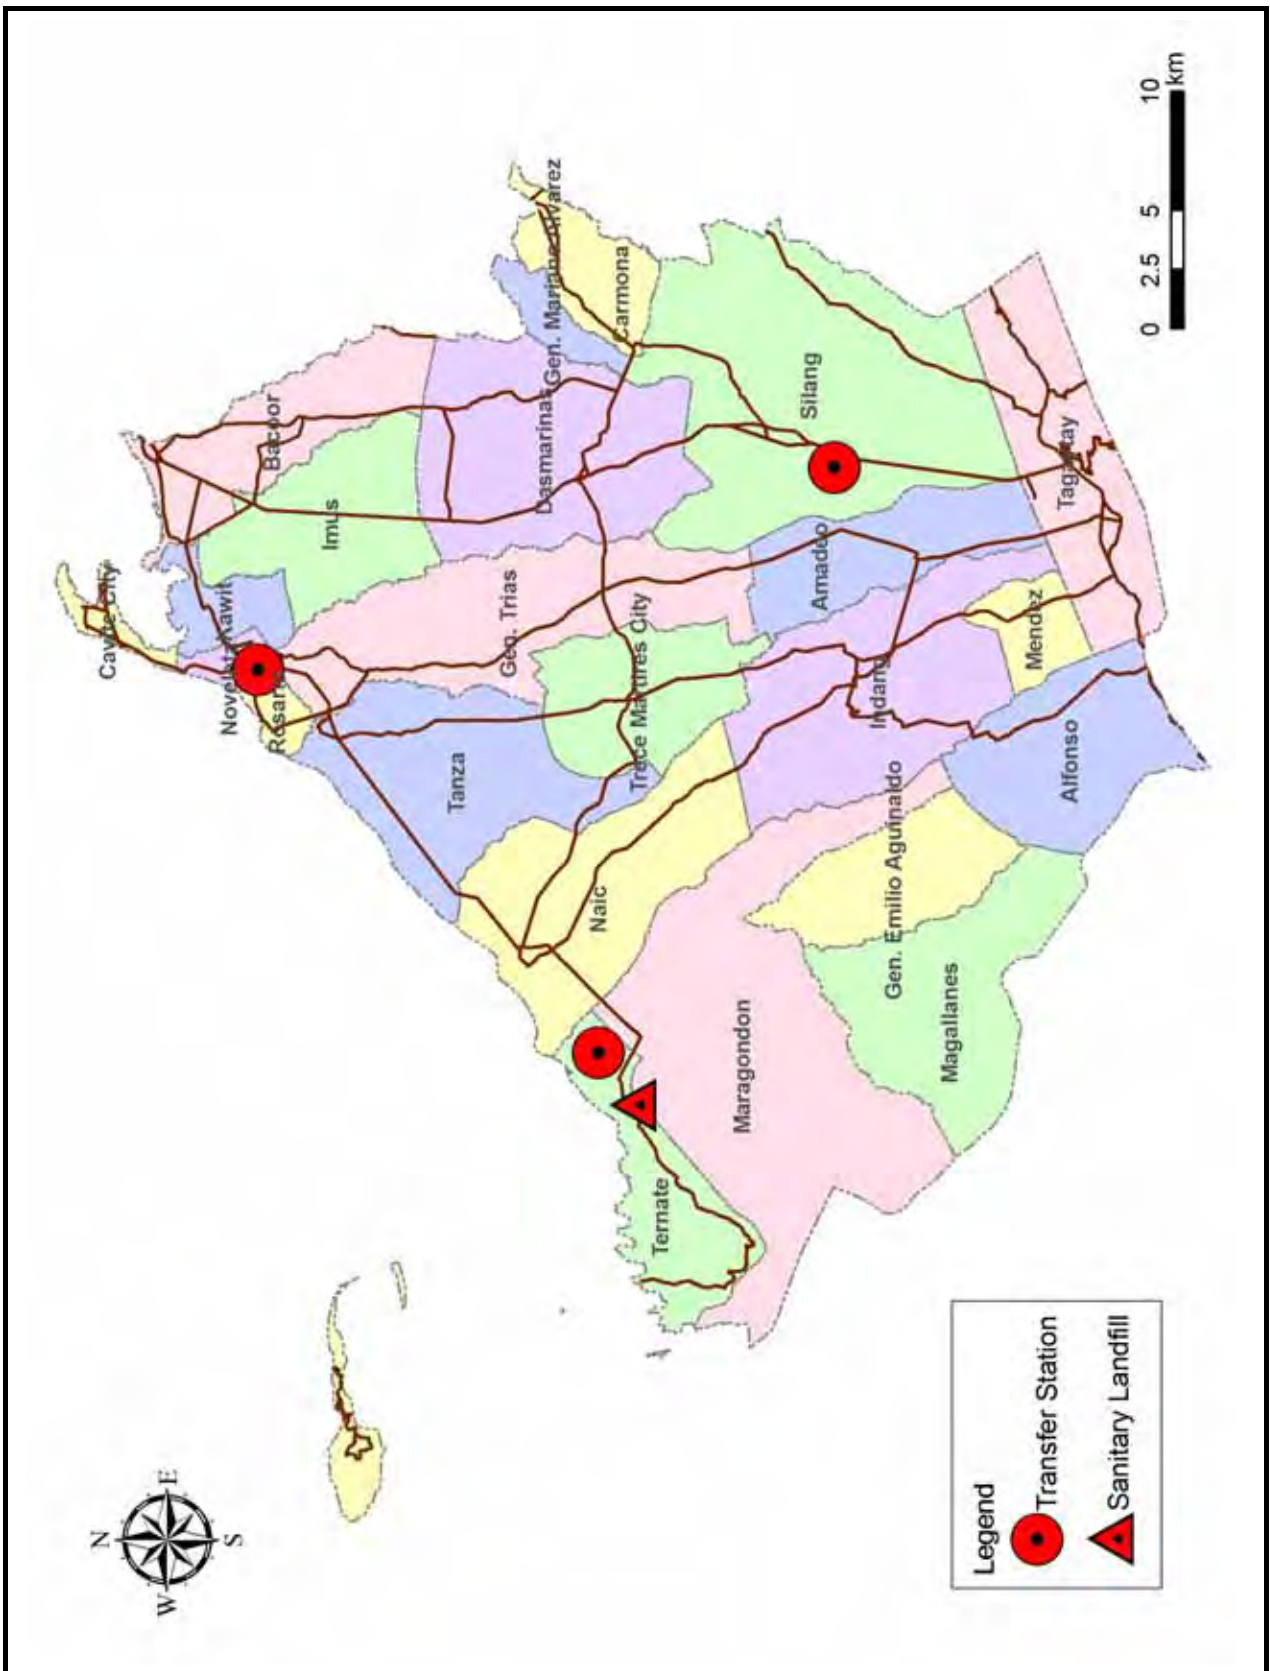 N
W
E
S
Cavite City
Noveleta
Kawit
Rosario
Bacoor
Imus
Gen. Mariano Alvarez
Dasmarinas
Carmona
Gen. Trias
Tanza
Trece Martires City
Naic
Silang
Amadeo
Indang
Mendez
Tagaytay
Ternate
Maragondon
Gen. Emilio Aguinaldo
Magallanes
Alfonso
Legend
Transfer Station
Sanitary Landfill
0 2.5 5 10
km